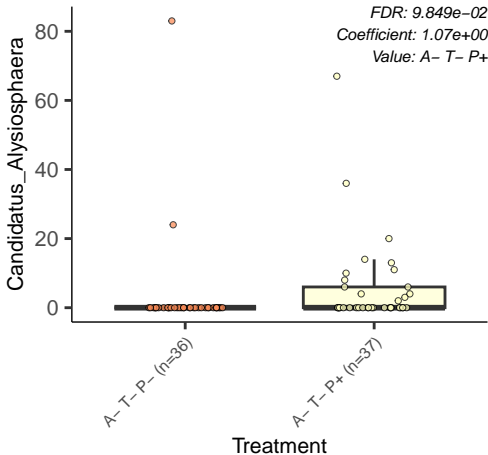 FDR: 9.849e−02
Coefficient: 1.07e+00
Value: A− T− P+
Candidatus_Alysiosphaera
80
60
40
20
0
A− T− P− (n=36)
A− T− P+ (n=37)
Treatment